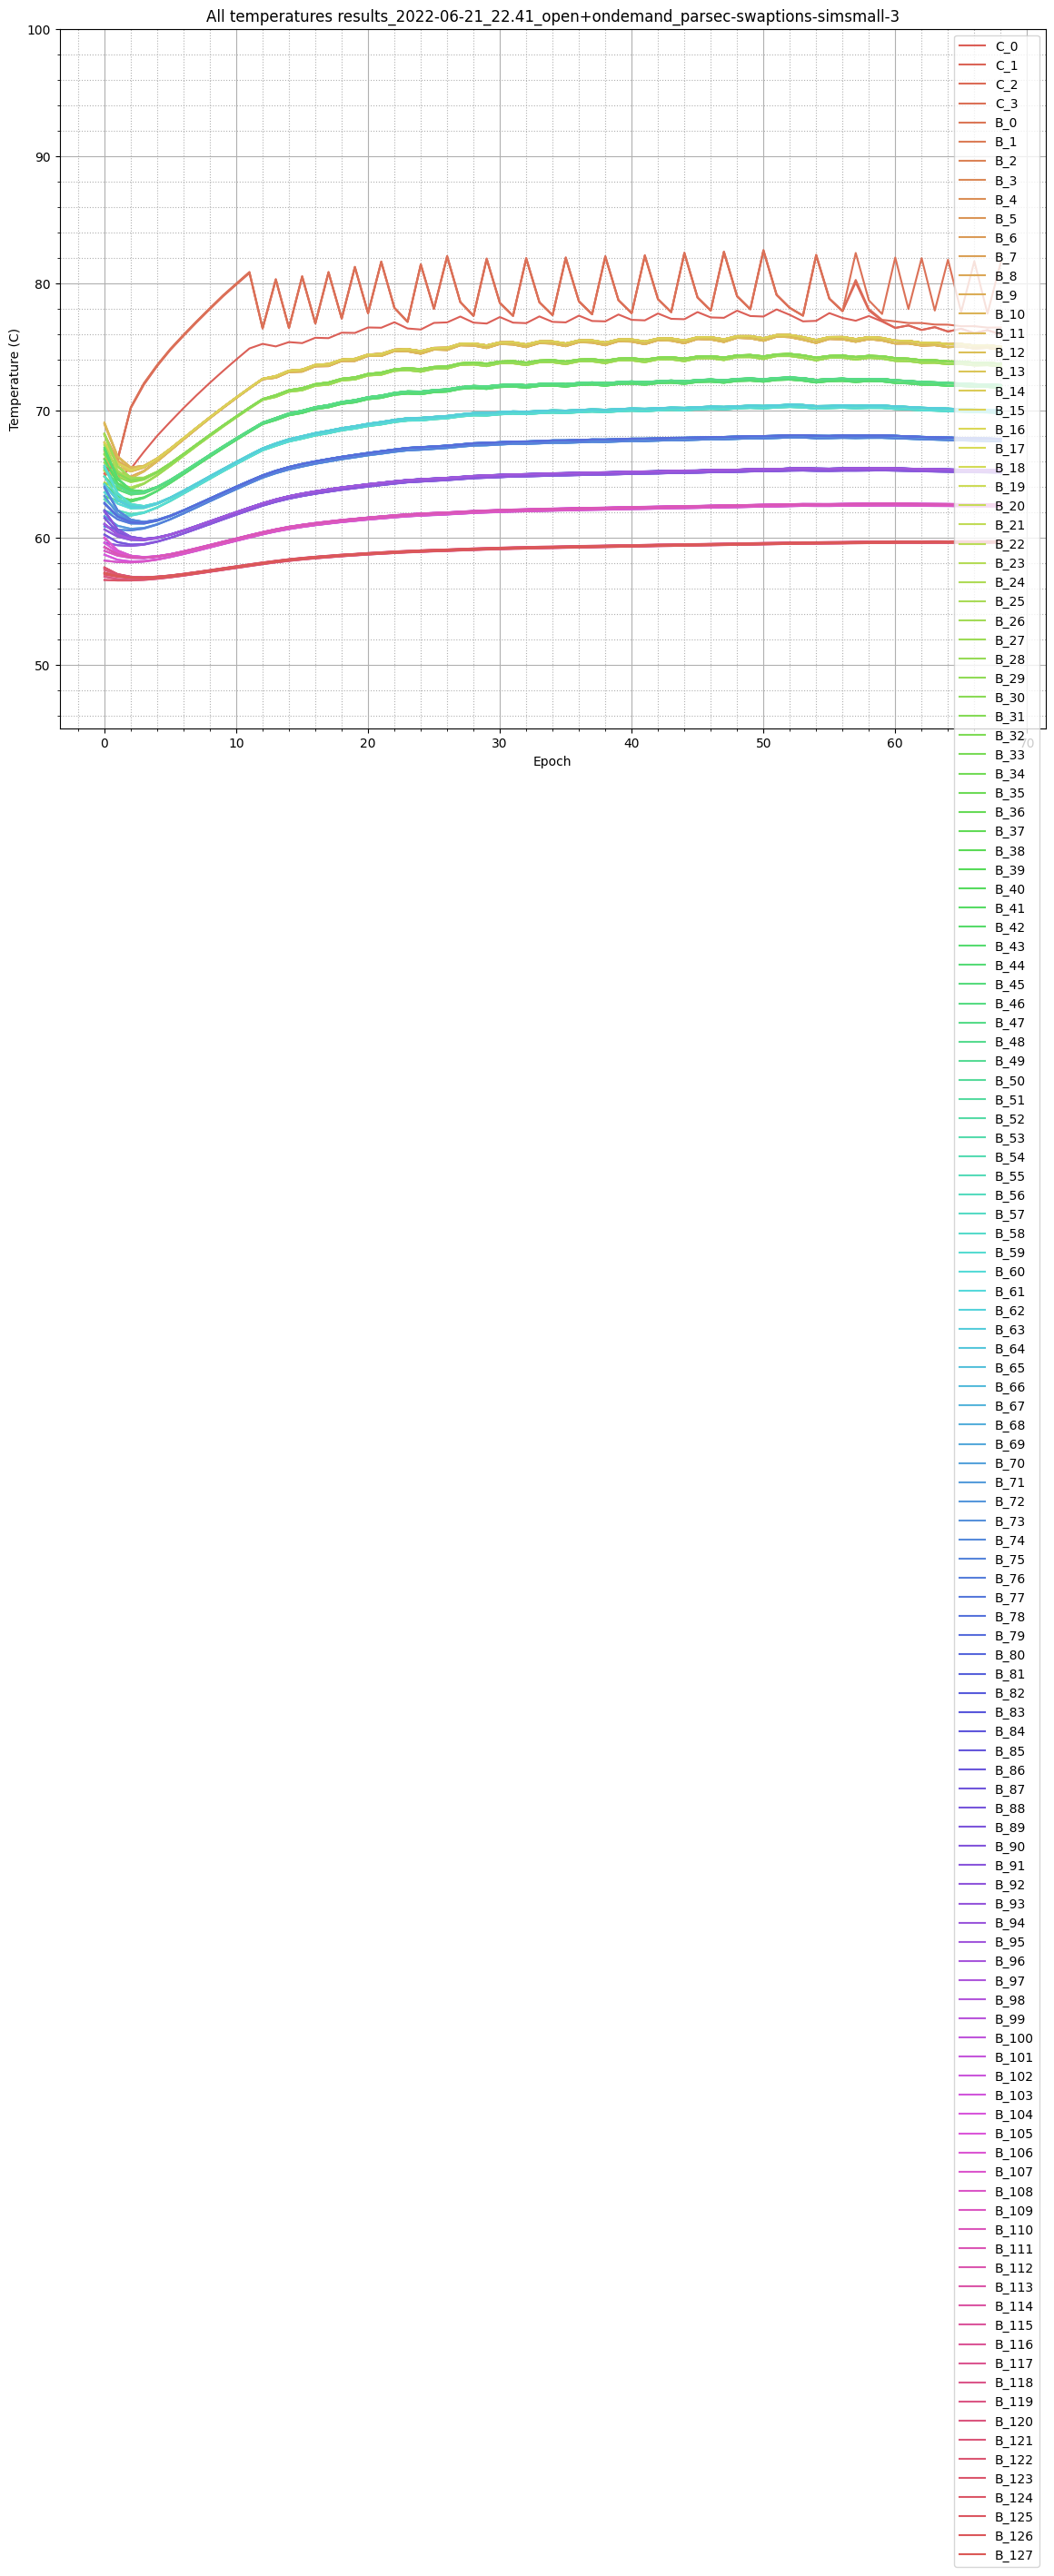 All temperatures results_2022-06-21_22.41_open+ondemand_parsec-swaptions-simsmall-3
100
90
80
70
60
50
Temperature (C)
0 10 20 30 40 50 60 70
Epoch
C_0
C_1
C_2
C_3
B_0
B_1
B_2
B_3
B_4
B_5
B_6
B_7
B_8
B_9
B_10
B_11
B_12
B_13
B_14
B_15
B_16
B_17
B_18
B_19
B_20
B_21
B_22
B_23
B_24
B_25
B_26
B_27
B_28
B_29
B_30
B_31
B_32
B_33
B_34
B_35
B_36
B_37
B_38
B_39
B_40
B_41
B_42
B_43
B_44
B_45
B_46
B_47
B_48
B_49
B_50
B_51
B_52
B_53
B_54
B_55
B_56
B_57
B_58
B_59
B_60
B_61
B_62
B_63
B_64
B_65
B_66
B_67
B_68
B_69
B_70
B_71
B_72
B_73
B_74
B_75
B_76
B_77
B_78
B_79
B_80
B_81
B_82
B_83
B_84
B_85
B_86
B_87
B_88
B_89
B_90
B_91
B_92
B_93
B_94
B_95
B_96
B_97
B_98
B_99
B_100
B_101
B_102
B_103
B_104
B_105
B_106
B_107
B_108
B_109
B_110
B_111
B_112
B_113
B_114
B_115
B_116
B_117
B_118
B_119
B_120
B_121
B_122
B_123
B_124
B_125
B_126
B_127